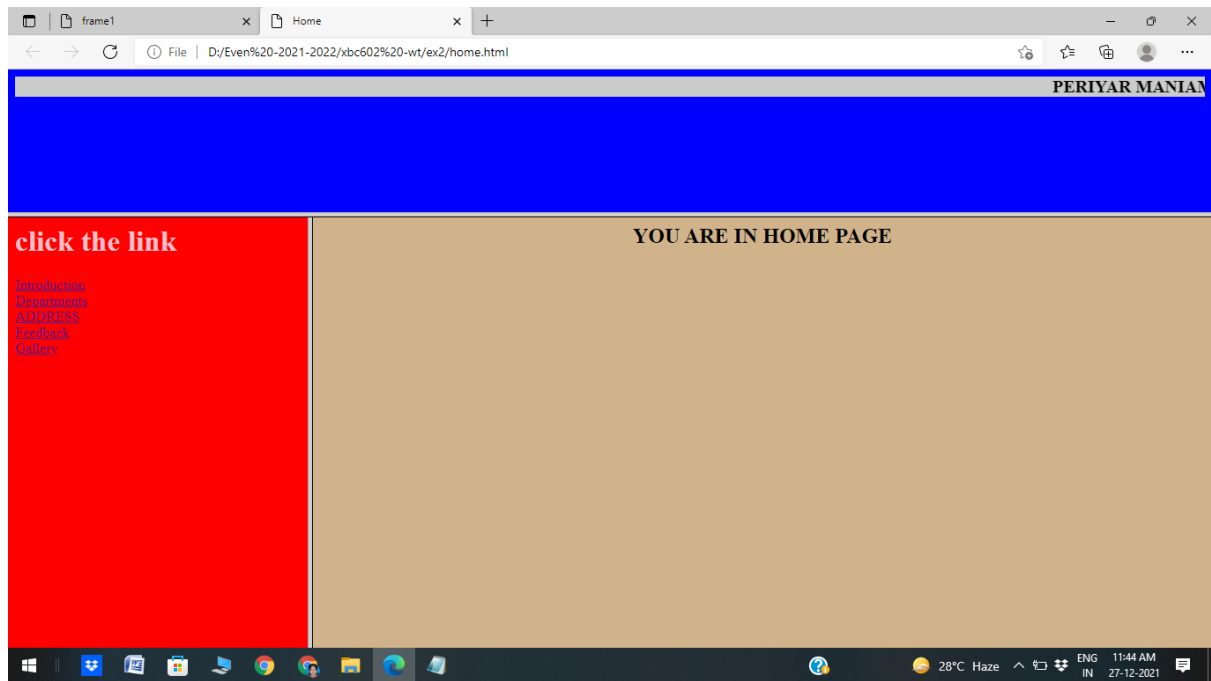 frame1
Home
File | D:/Even%20-2021-2022/xbc602%20-wt/ex2/home.html
PERIYAR MANIAM
click the link
YOU ARE IN HOME PAGE
Introduction
Departments
ADDRESS
Feedback
Gallery
28°C Haze
ENG
IN
11:44 AM
27-12-2021